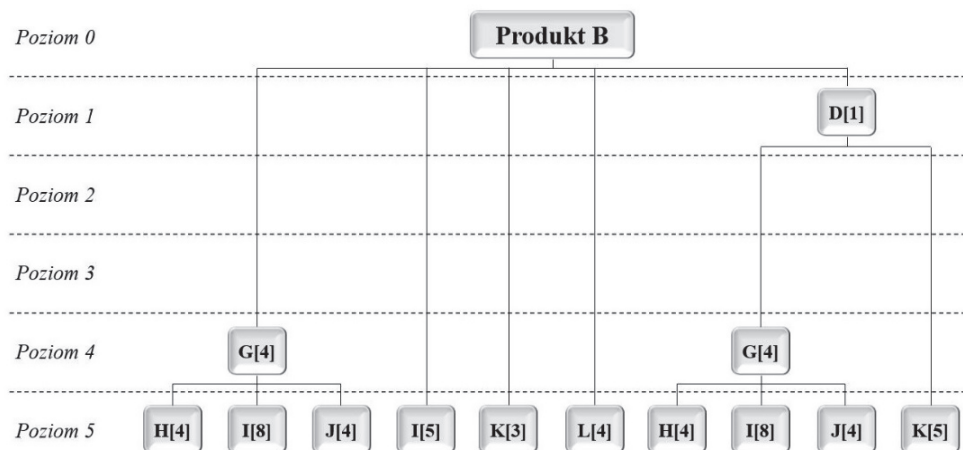 Poziom 0
Produkt B
Poziom 1
D[1]
Poziom 2
Poziom 3
Poziom 4
G[4]
G[4]
Poziom 5
H[4]
I[8]
J[4]
I[5]
K[3]
L[4]
H[4]
I[8]
J[4]
K[5]